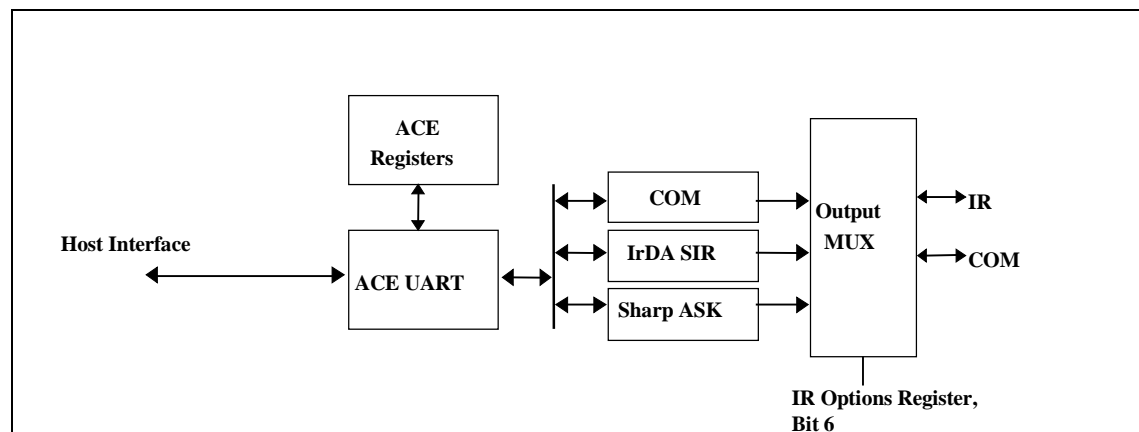 ACE
Registers
COM
Output
MUX
IR
Host Interface
IrDA SIR
COM
ACE UART
Sharp ASK
IR Options Register,
Bit 6